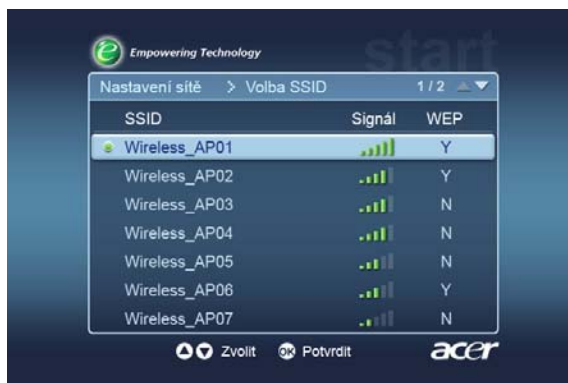 Empowering Technology
start
Nastavení sítě > Volba SSID 1/2
SSID Signál WEP
Wireless_AP01 Y
Wireless_AP02 Y
Wireless_AP03 N
Wireless_AP04 N
Wireless_AP05 N
Wireless_AP06 Y
Wireless_AP07 N
Zvolit OK Potvrdit acer